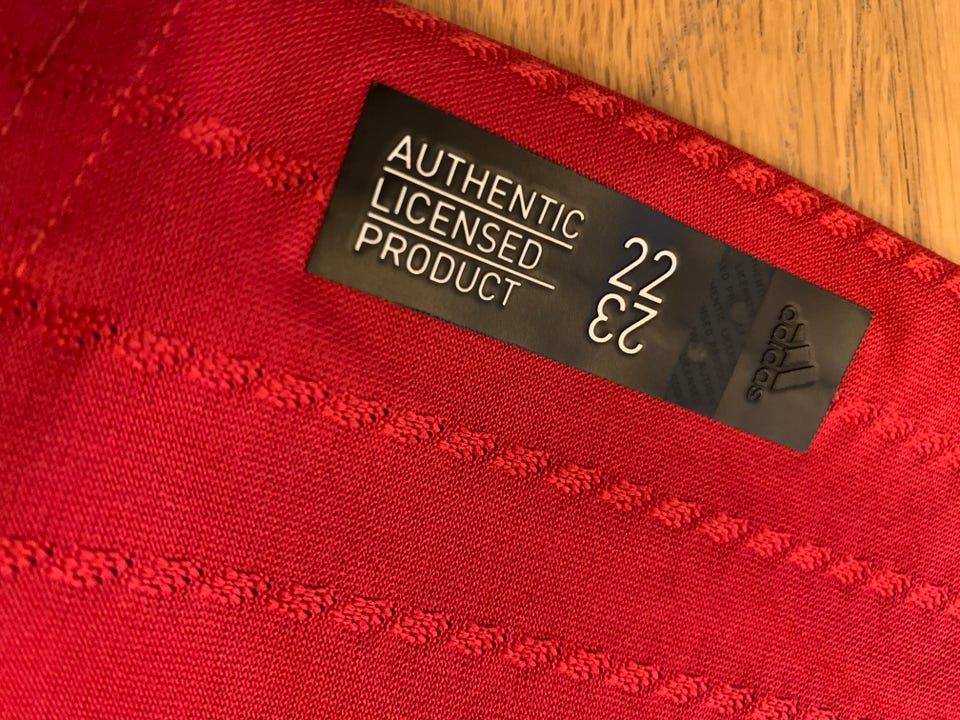 AUTHENTIC
LICENSED
PRODUCT
22
23
adidas